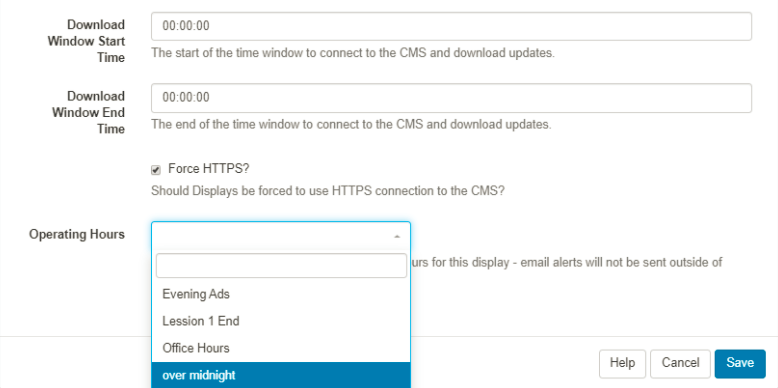 Download
Window Start
Time
00:00:00
The start of the time window to connect to the CMS and download updates.
Download
Window End
Time
00:00:00
The end of the time window to connect to the CMS and download updates.
Force HTTPS?
Should Displays be forced to use HTTPS connection to the CMS?
Operating Hours
urs for this display - email alerts will not be sent outside of
Evening Ads
Lession 1 End
Office Hours
over midnight
Help Cancel Save